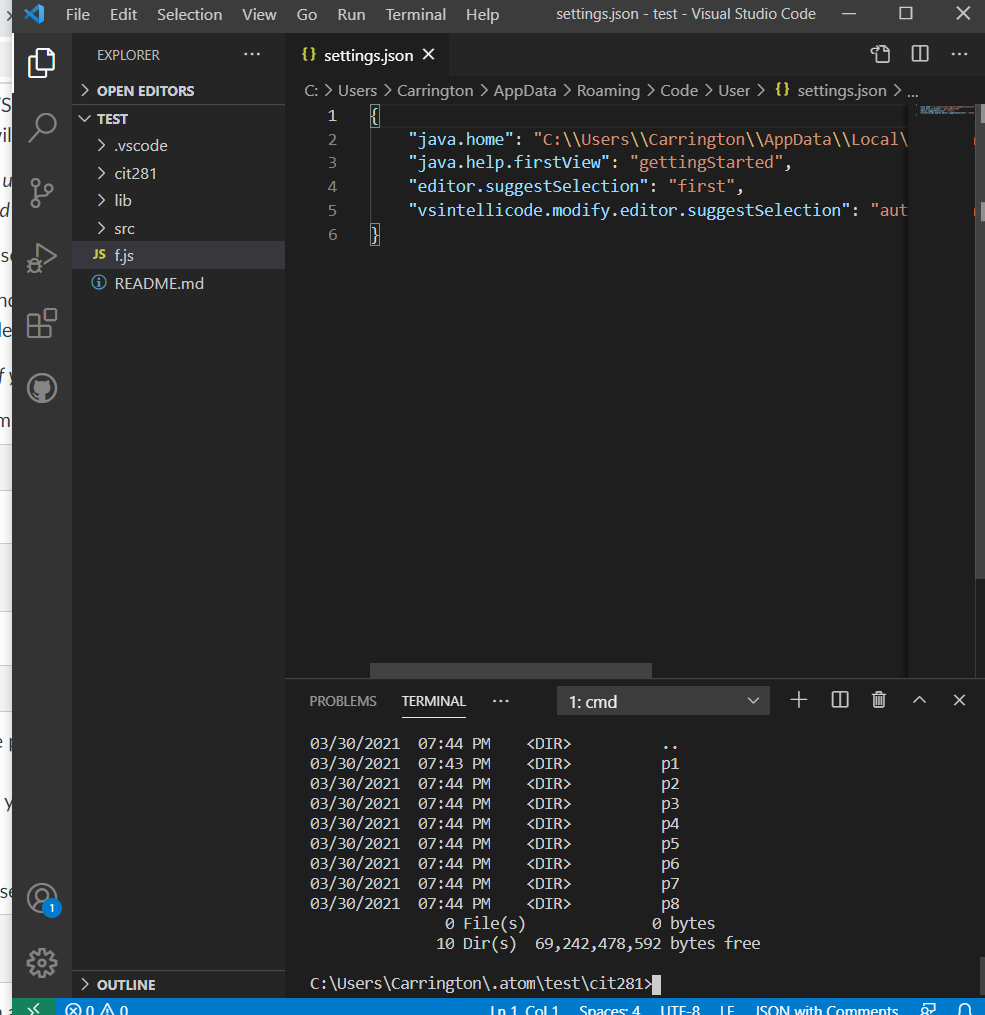 File Edit Selection View Go Run Terminal Help settings.json - test - Visual Studio Code
EXPLORER
OPEN EDITORS
TEST
.vscode
cit281
lib
src
JS f.js
README.md
OUTLINE
1
{} settings.json
C: > Users > Carrington > AppData > Roaming > Code > User > {} settings.json > ...
1 {
2 "java.home": "C:\\Users\\Carrington\\AppData\\Local\
3 "java.help.firstView": "gettingStarted",
4 "editor.suggestSelection": "first",
5 "vsintellicode.modify.editor.suggestSelection": "aut
6 }
PROBLEMS TERMINAL ... 1: cmd
03/30/2021 07:44 PM <DIR> ..
03/30/2021 07:43 PM <DIR> p1
03/30/2021 07:44 PM <DIR> p2
03/30/2021 07:44 PM <DIR> p3
03/30/2021 07:44 PM <DIR> p4
03/30/2021 07:44 PM <DIR> p5
03/30/2021 07:44 PM <DIR> p6
03/30/2021 07:44 PM <DIR> p7
03/30/2021 07:44 PM <DIR> p8
0 File(s) 0 bytes
10 Dir(s) 69,242,478,592 bytes free
C:\Users\Carrington\.atom\test\cit281>
0 0 Ln 1, Col 1 Spaces: 4 UTF-8 LF JSON with Comments